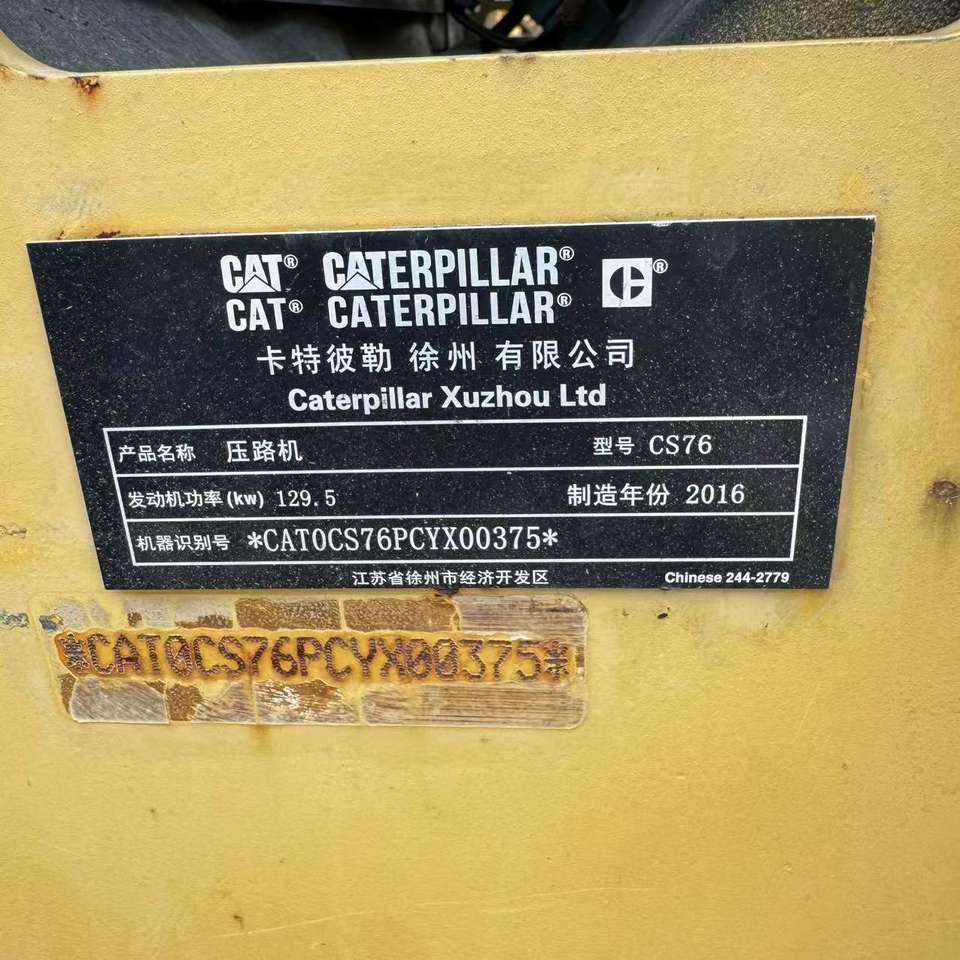 CAT® CATERPILLAR® C®
CAT® CATERPILLAR®
卡特彼勒 徐州 有限公司
Caterpillar Xuzhou Ltd
产品名称 压路机 型号 CS76
发动机功率(kw) 129.5 制造年份 2016
机器识别号 *CAT0CS76PCYX00375*
江苏省徐州市经济开发区 Chinese 244-2779
*CAT0CS76PCYX00375*